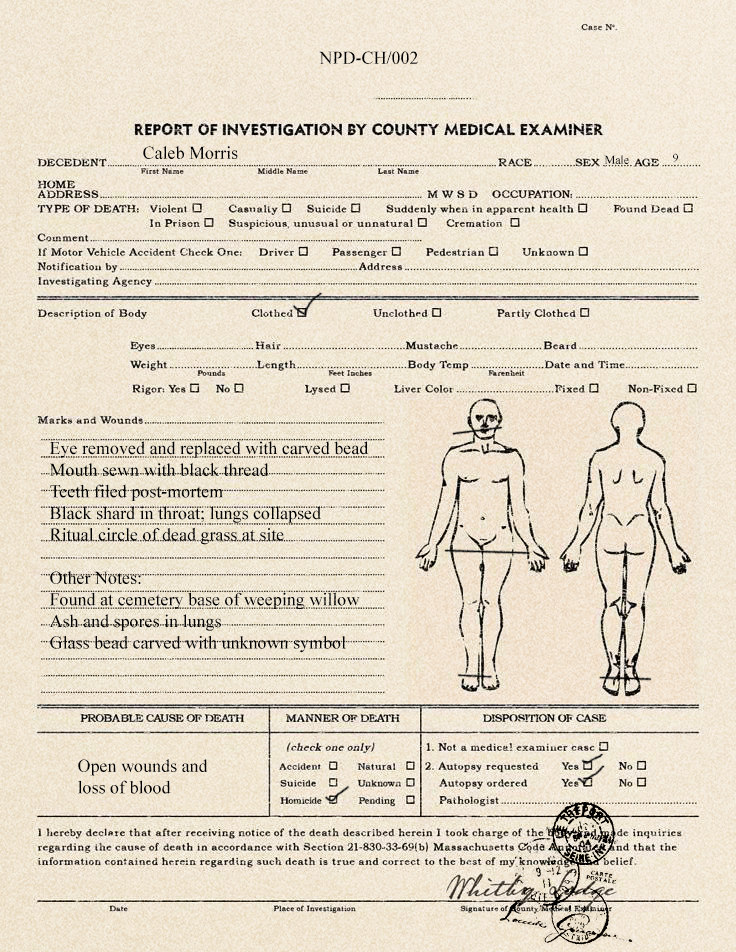 Case Nº.
NPD-CH/002
REPORT OF INVESTIGATION BY COUNTY MEDICAL EXAMINER
DECEDENT Caleb Morris RACE SEX Male AGE 9
First Name Middle Name Last Name
HOME
ADDRESS M W S D OCCUPATION:
TYPE OF DEATH: Violent Casualty Suicide Suddenly when in apparent health Found Dead
In Prison Suspicious, unusual or unnatural Cremation
Comment
If Motor Vehicle Accident Check One: Driver Passenger Pedestrian Unknown
Notification by Address
Investigating Agency
Description of Body Clothed Unclothed Partly Clothed
Eyes Hair Mustache Beard
Weight Length Body Temp Date and Time
Pounds Feet Inches Farenheit
Rigor: Yes No Lysed Liver Color Fixed Non-Fixed
Marks and Wounds
Eye removed and replaced with carved bead
Mouth sewn with black thread
Teeth filed post-mortem
Black shard in throat; lungs collapsed
Ritual circle of dead grass at site
Other Notes:
Found at cemetery base of weeping willow
Ash and spores in lungs
Glass bead carved with unknown symbol
PROBABLE CAUSE OF DEATH MANNER OF DEATH DISPOSITION OF CASE
(check one only) 1. Not a medical examiner case
Open wounds and Accident Natural 2. Autopsy requested Yes No
loss of blood Suicide Unknown Autopsy ordered Yes No
Homicide Pending Pathologist
I hereby declare that after receiving notice of the death described herein I took charge of the made inquiries
regarding the cause of death in accordance with Section 21-830-33-69(b) Massachusetts Code and that the
information contained herein regarding such death is true and correct to the best of my knowledge belief.
CARTE
POSTALE
Date Place of Investigation Signature of County Medical Examiner